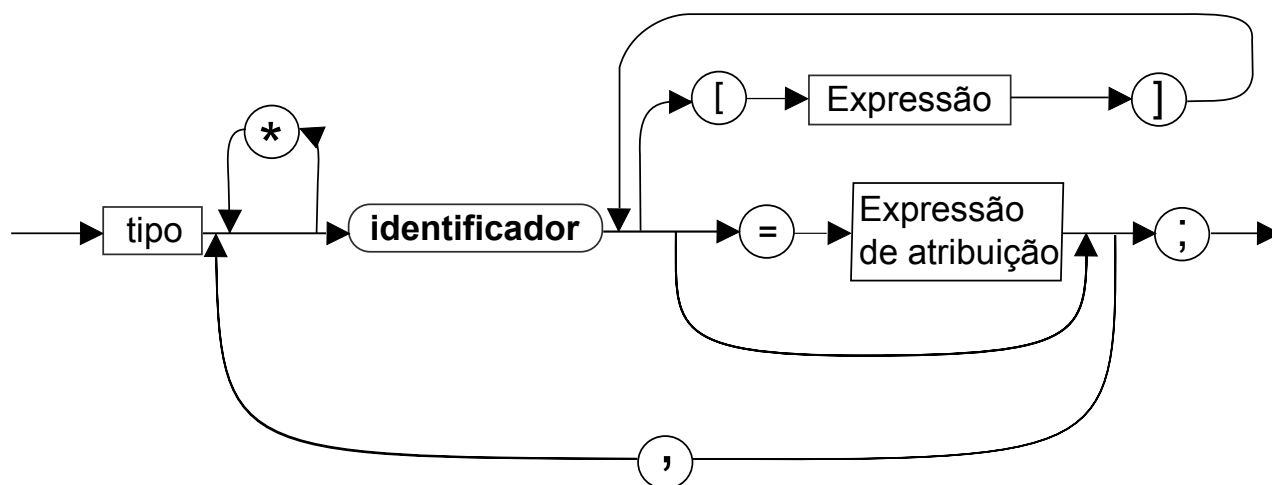 [ Expressão ]
*
tipo identificador = Expressão
de atribuição ;
,